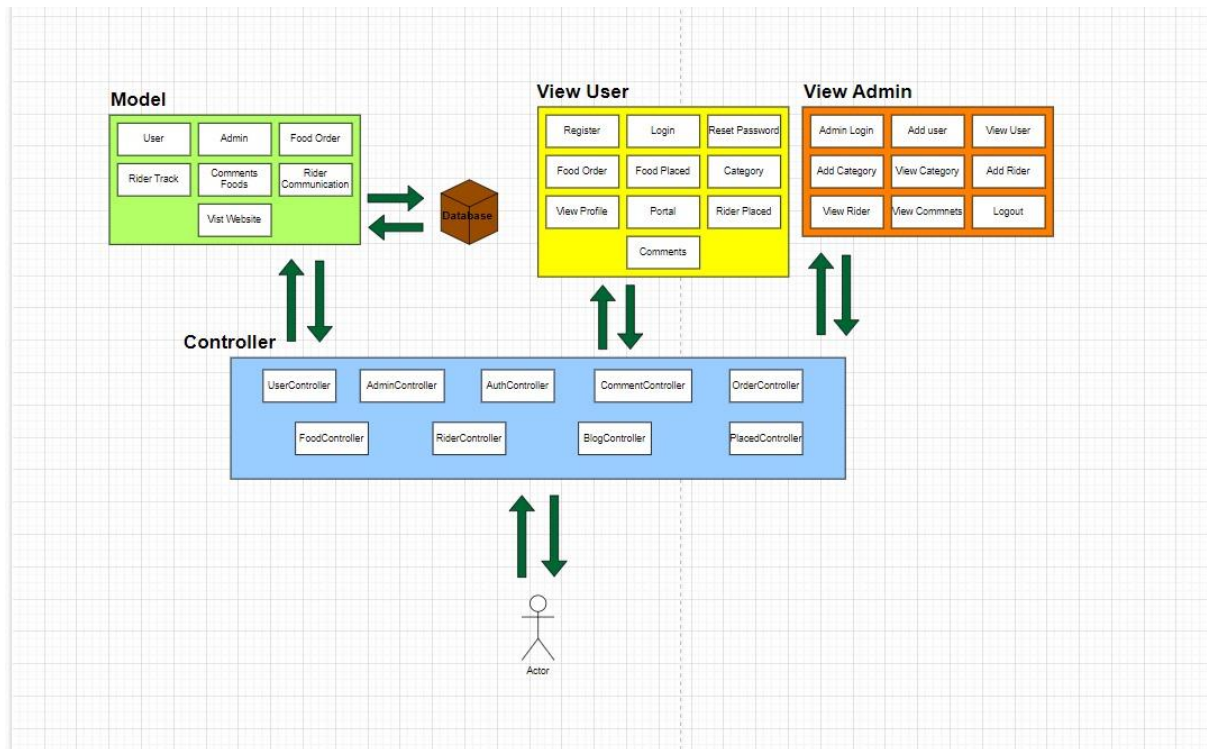 Model
User
Admin
Food Order
Rider Track
Comments
Foods
Rider
Communication
Vist Website
Database
View User
Register
Login
Reset Password
Food Order
Food Placed
Category
View Profile
Portal
Rider Placed
Comments
View Admin
Admin Login
Add user
View User
Add Category
View Category
Add Rider
View Rider
View Commnets
Logout
Controller
UserController
AdminController
AuthController
CommentController
OrderController
FoodController
RiderController
BlogController
PlacedController
Actor